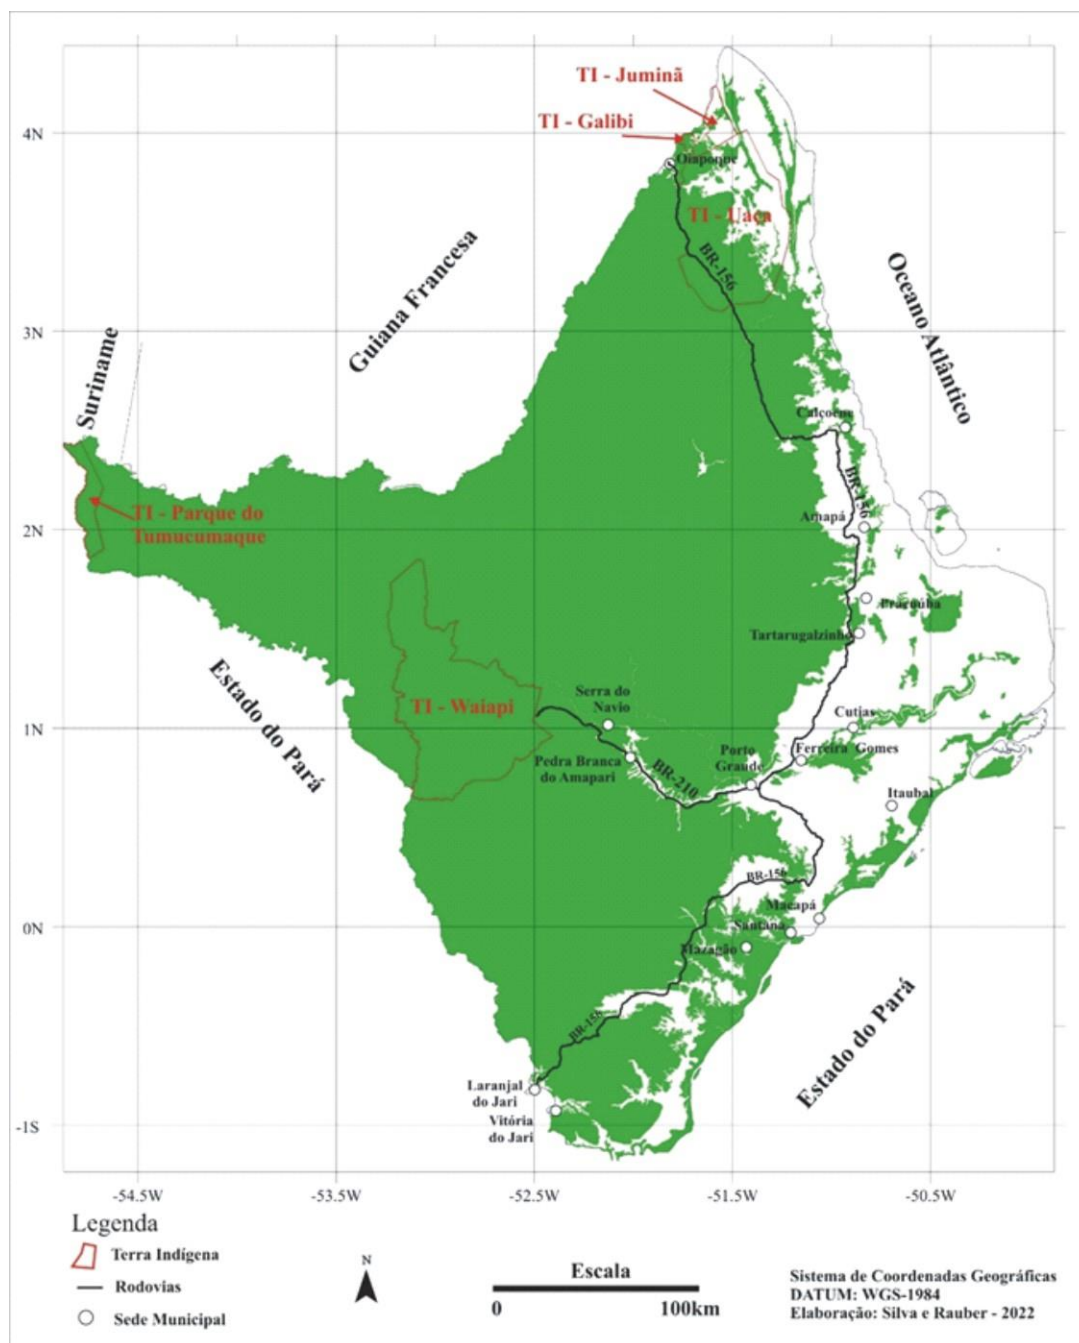 TI - Juminã
TI - Galibi
4N
Oiapoque
TI - Uaça
BR-156
Guiana Francesa
Oceano Atlântico
3N
Suriname
Calçoene
BR-156
TI - Parque do
Tumucumaque
Amapá
2N
Pracuúba
Tartarugalzinho
Estado do Pará
Serra do
Navio
TI - Waiapi
Cutias
1N
Porto
Grande
Ferreira Gomes
Pedra Branca
do Amapari
BR-210
Itaubal
BR-156
Macapá
Santana
0N
Mazagão
BR-156
Estado do Pará
Laranjal
do Jari
Vitória
do Jari
-1S
-54.5W
-53.5W
-52.5W
-51.5W
-50.5W
Legenda
Terra Indígena
Rodovias
Sede Municipal
N
Escala
0
100km
Sistema de Coordenadas Geográficas
DATUM: WGS-1984
Elaboração: Silva e Rauber - 2022